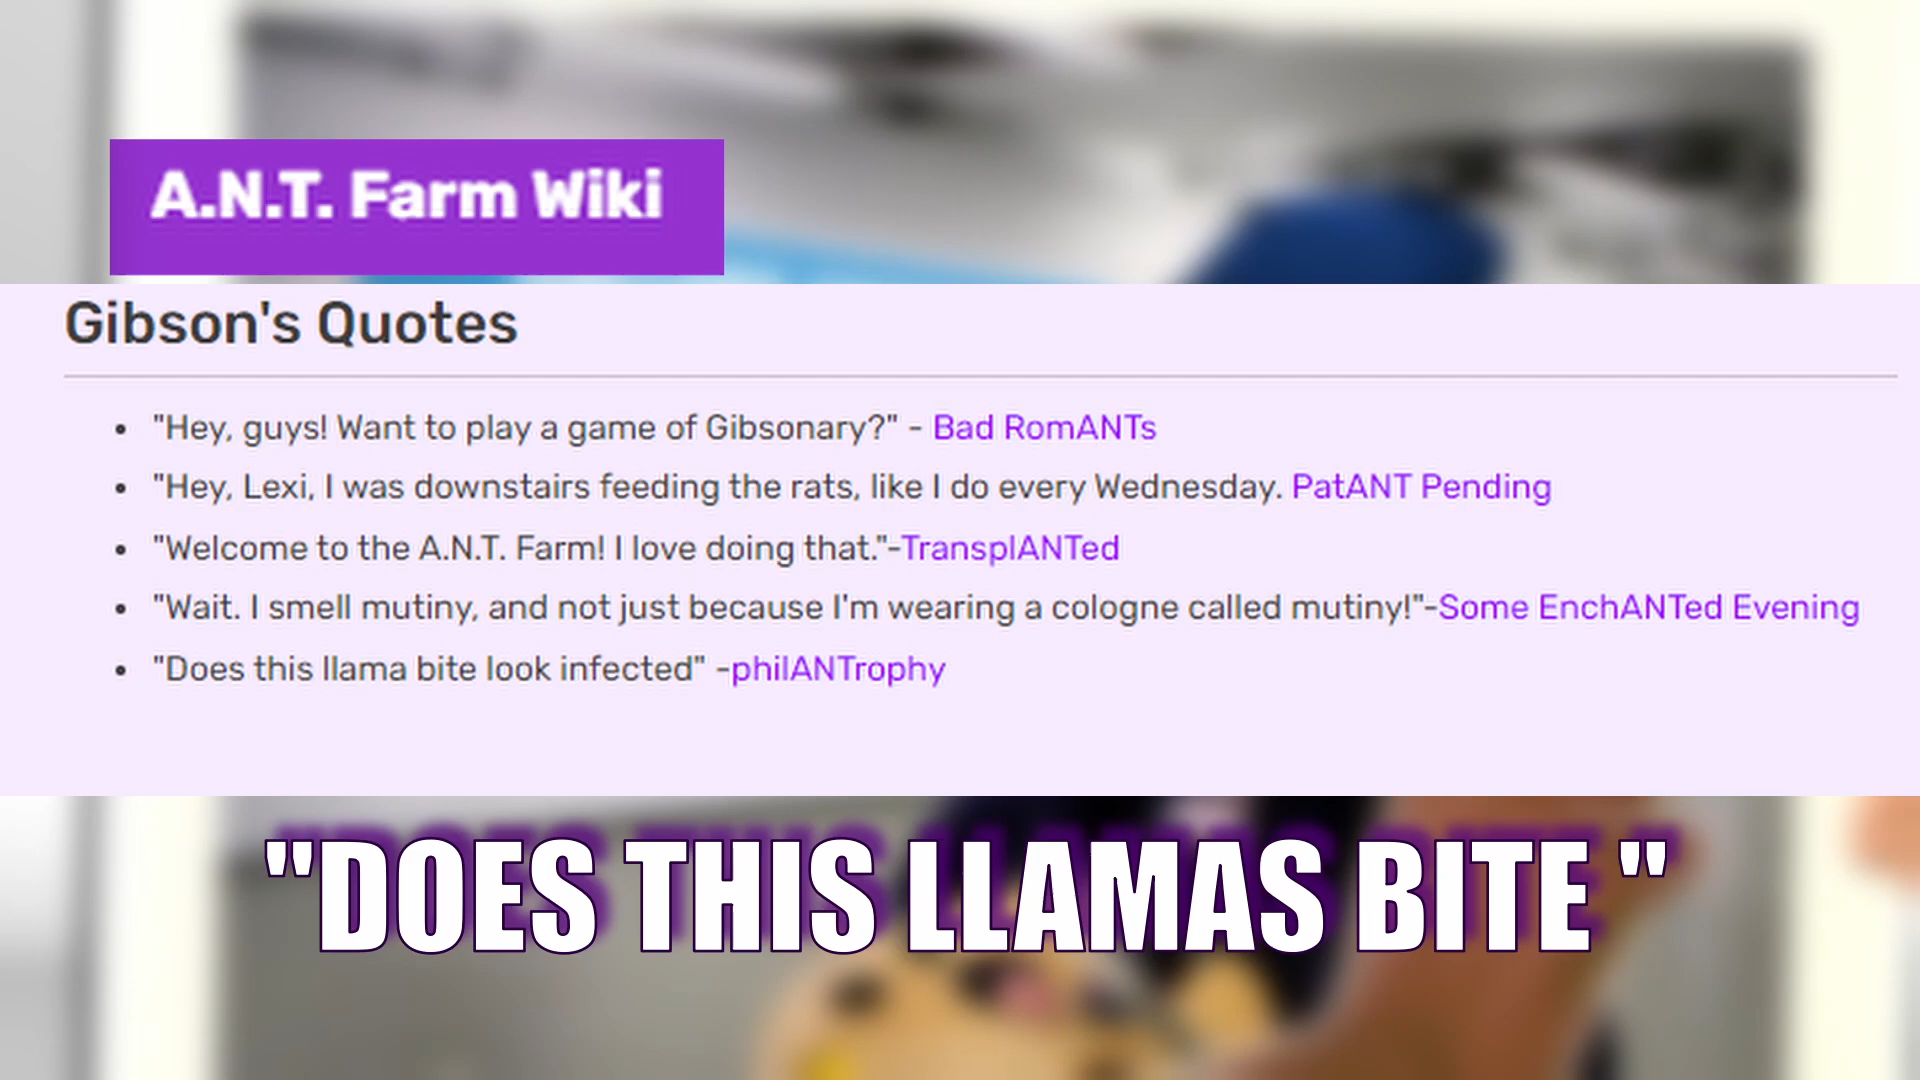 A.N.T. Farm Wiki
Gibson's Quotes
• "Hey, guys! Want to play a game of Gibsonary?" - Bad RomANTs
• "Hey, Lexi, I was downstairs feeding the rats, like I do every Wednesday. PatANT Pending
• "Welcome to the A.N.T. Farm! I love doing that."-TransplANTed
• "Wait. I smell mutiny, and not just because I'm wearing a cologne called mutiny!"-Some EnchANTed Evening
• "Does this llama bite look infected" -philANTrophy
"DOES THIS LLAMAS BITE "